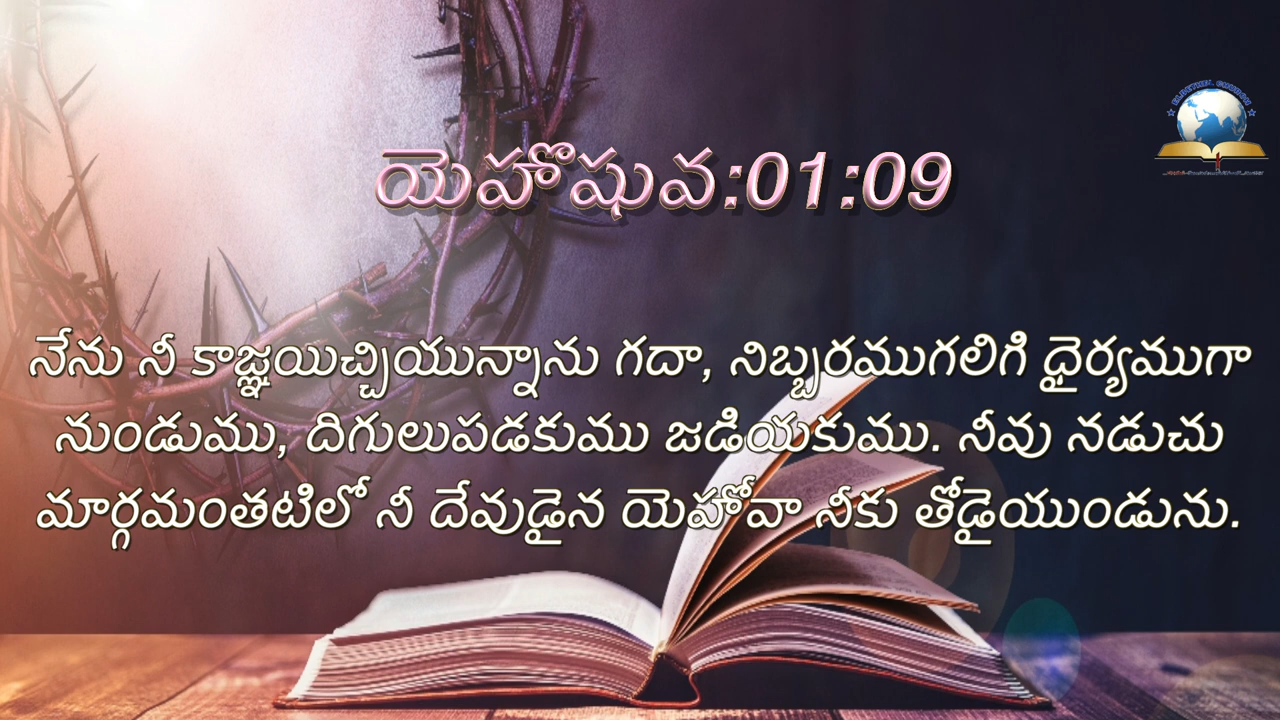 యెహొషువ:01:09
నేను నీ కాజ్ఞయిచ్చియున్నాను గదా, నిబ్బరముగలిగి ధైర్యముగా
నుండుము, దిగులుపడకుము జడియకుము. నీవు నడుచు
మార్గమంతటిలో నీ దేవుడైన యెహోవా నీకు తోడైయుండును.